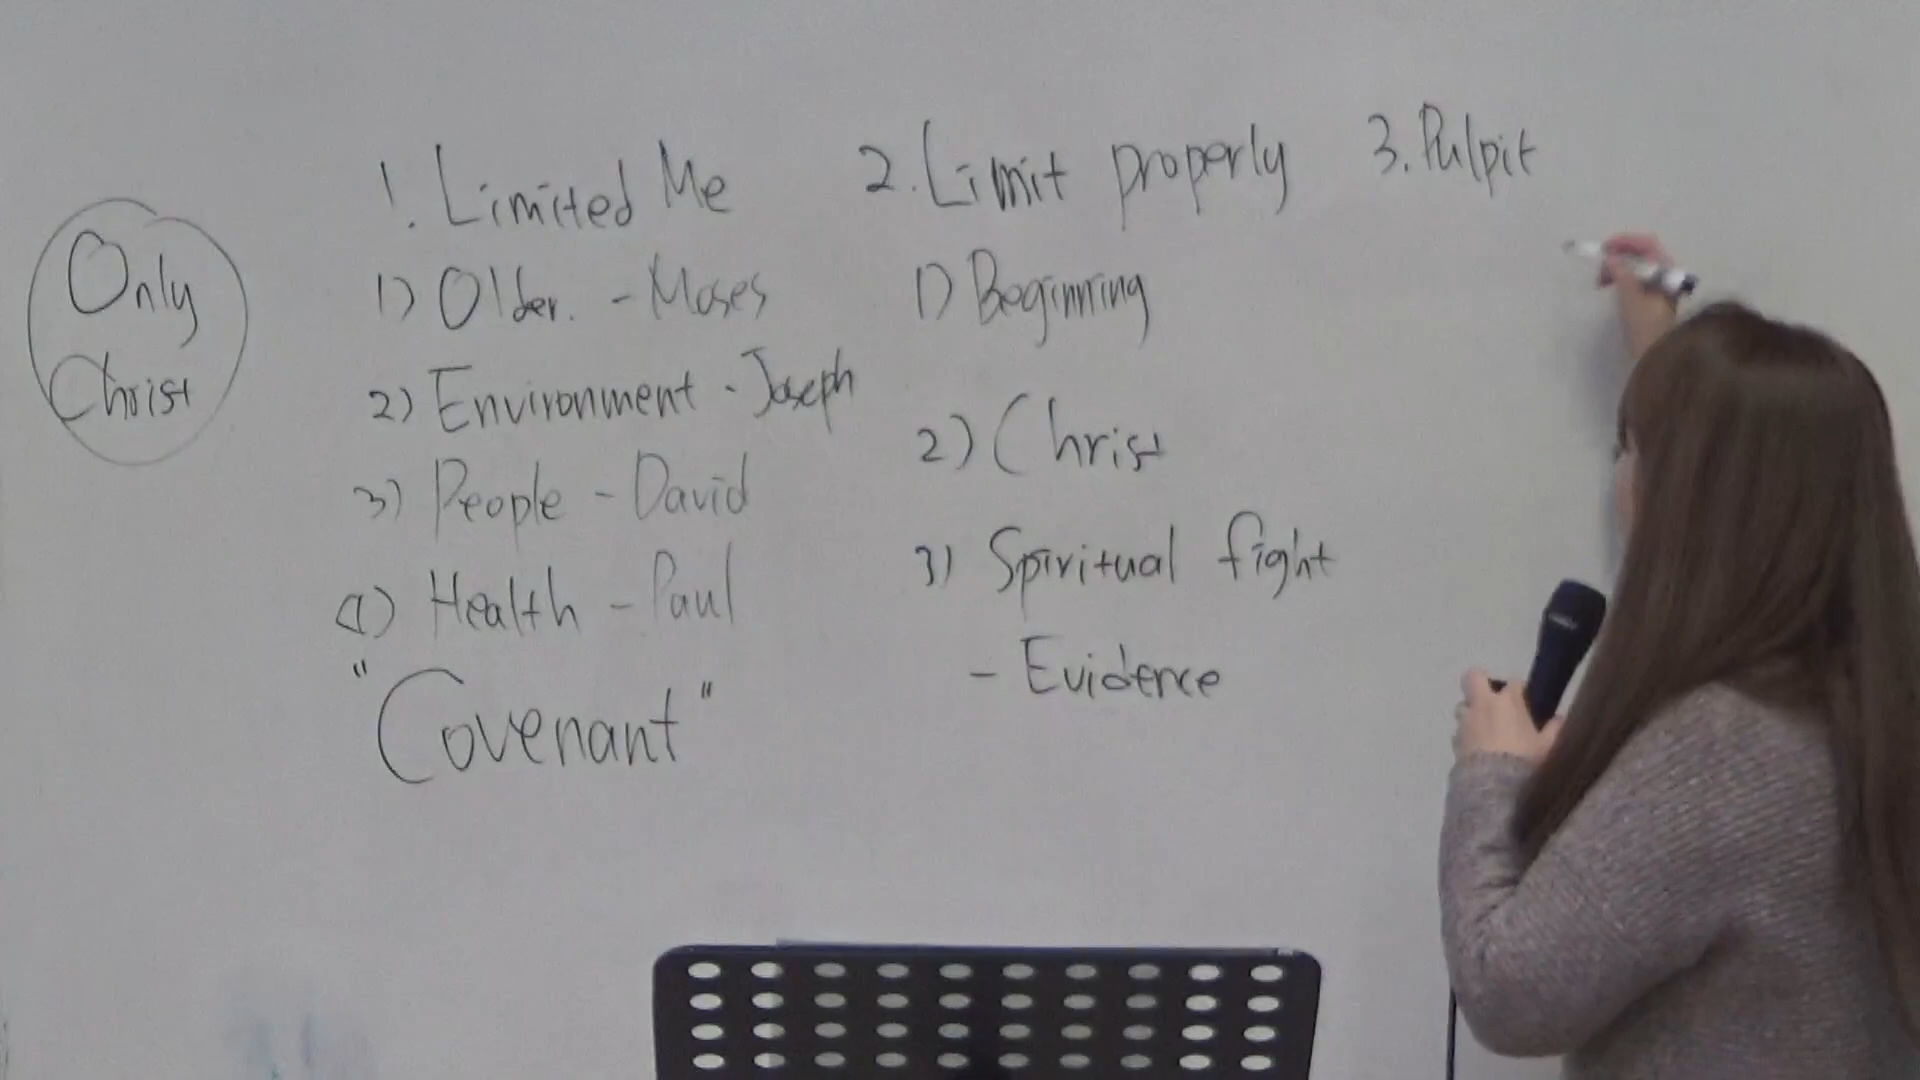 Only
Christ
1. Limited Me
1) Older. - Moses
2) Environment - Joseph
3) People - David
4) Health - Paul
"Covenant"
2. Limit properly
1) Beginning
2) Christ
3) Spiritual fight
- Evidence
3. Pulpit